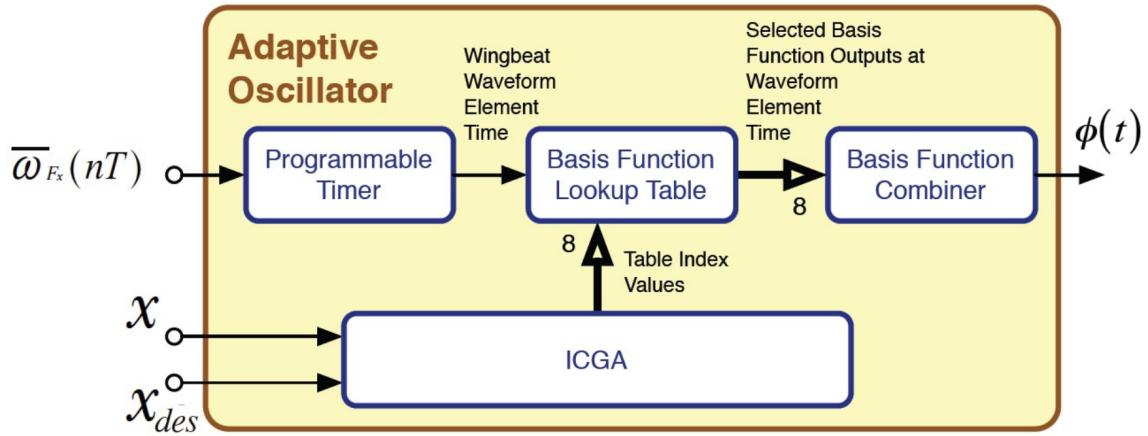 Adaptive
Oscillator
Wingbeat
Waveform
Element
Time
Selected Basis
Function Outputs at
Waveform
Element
Time
ω̅Fx(nT)
Programmable
Timer
Basis Function
Lookup Table
8
Basis Function
Combiner
ϕ(t)
8
Table Index
Values
x
xdes
ICGA